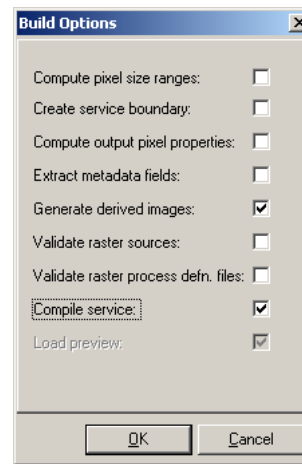 Build Options
Compute pixel size ranges:
Create service boundary:
Compute output pixel properties:
Extract metadata fields:
Generate derived images:
Validate raster sources:
Validate raster process defn. files:
Compile service:
Load preview:
OK Cancel